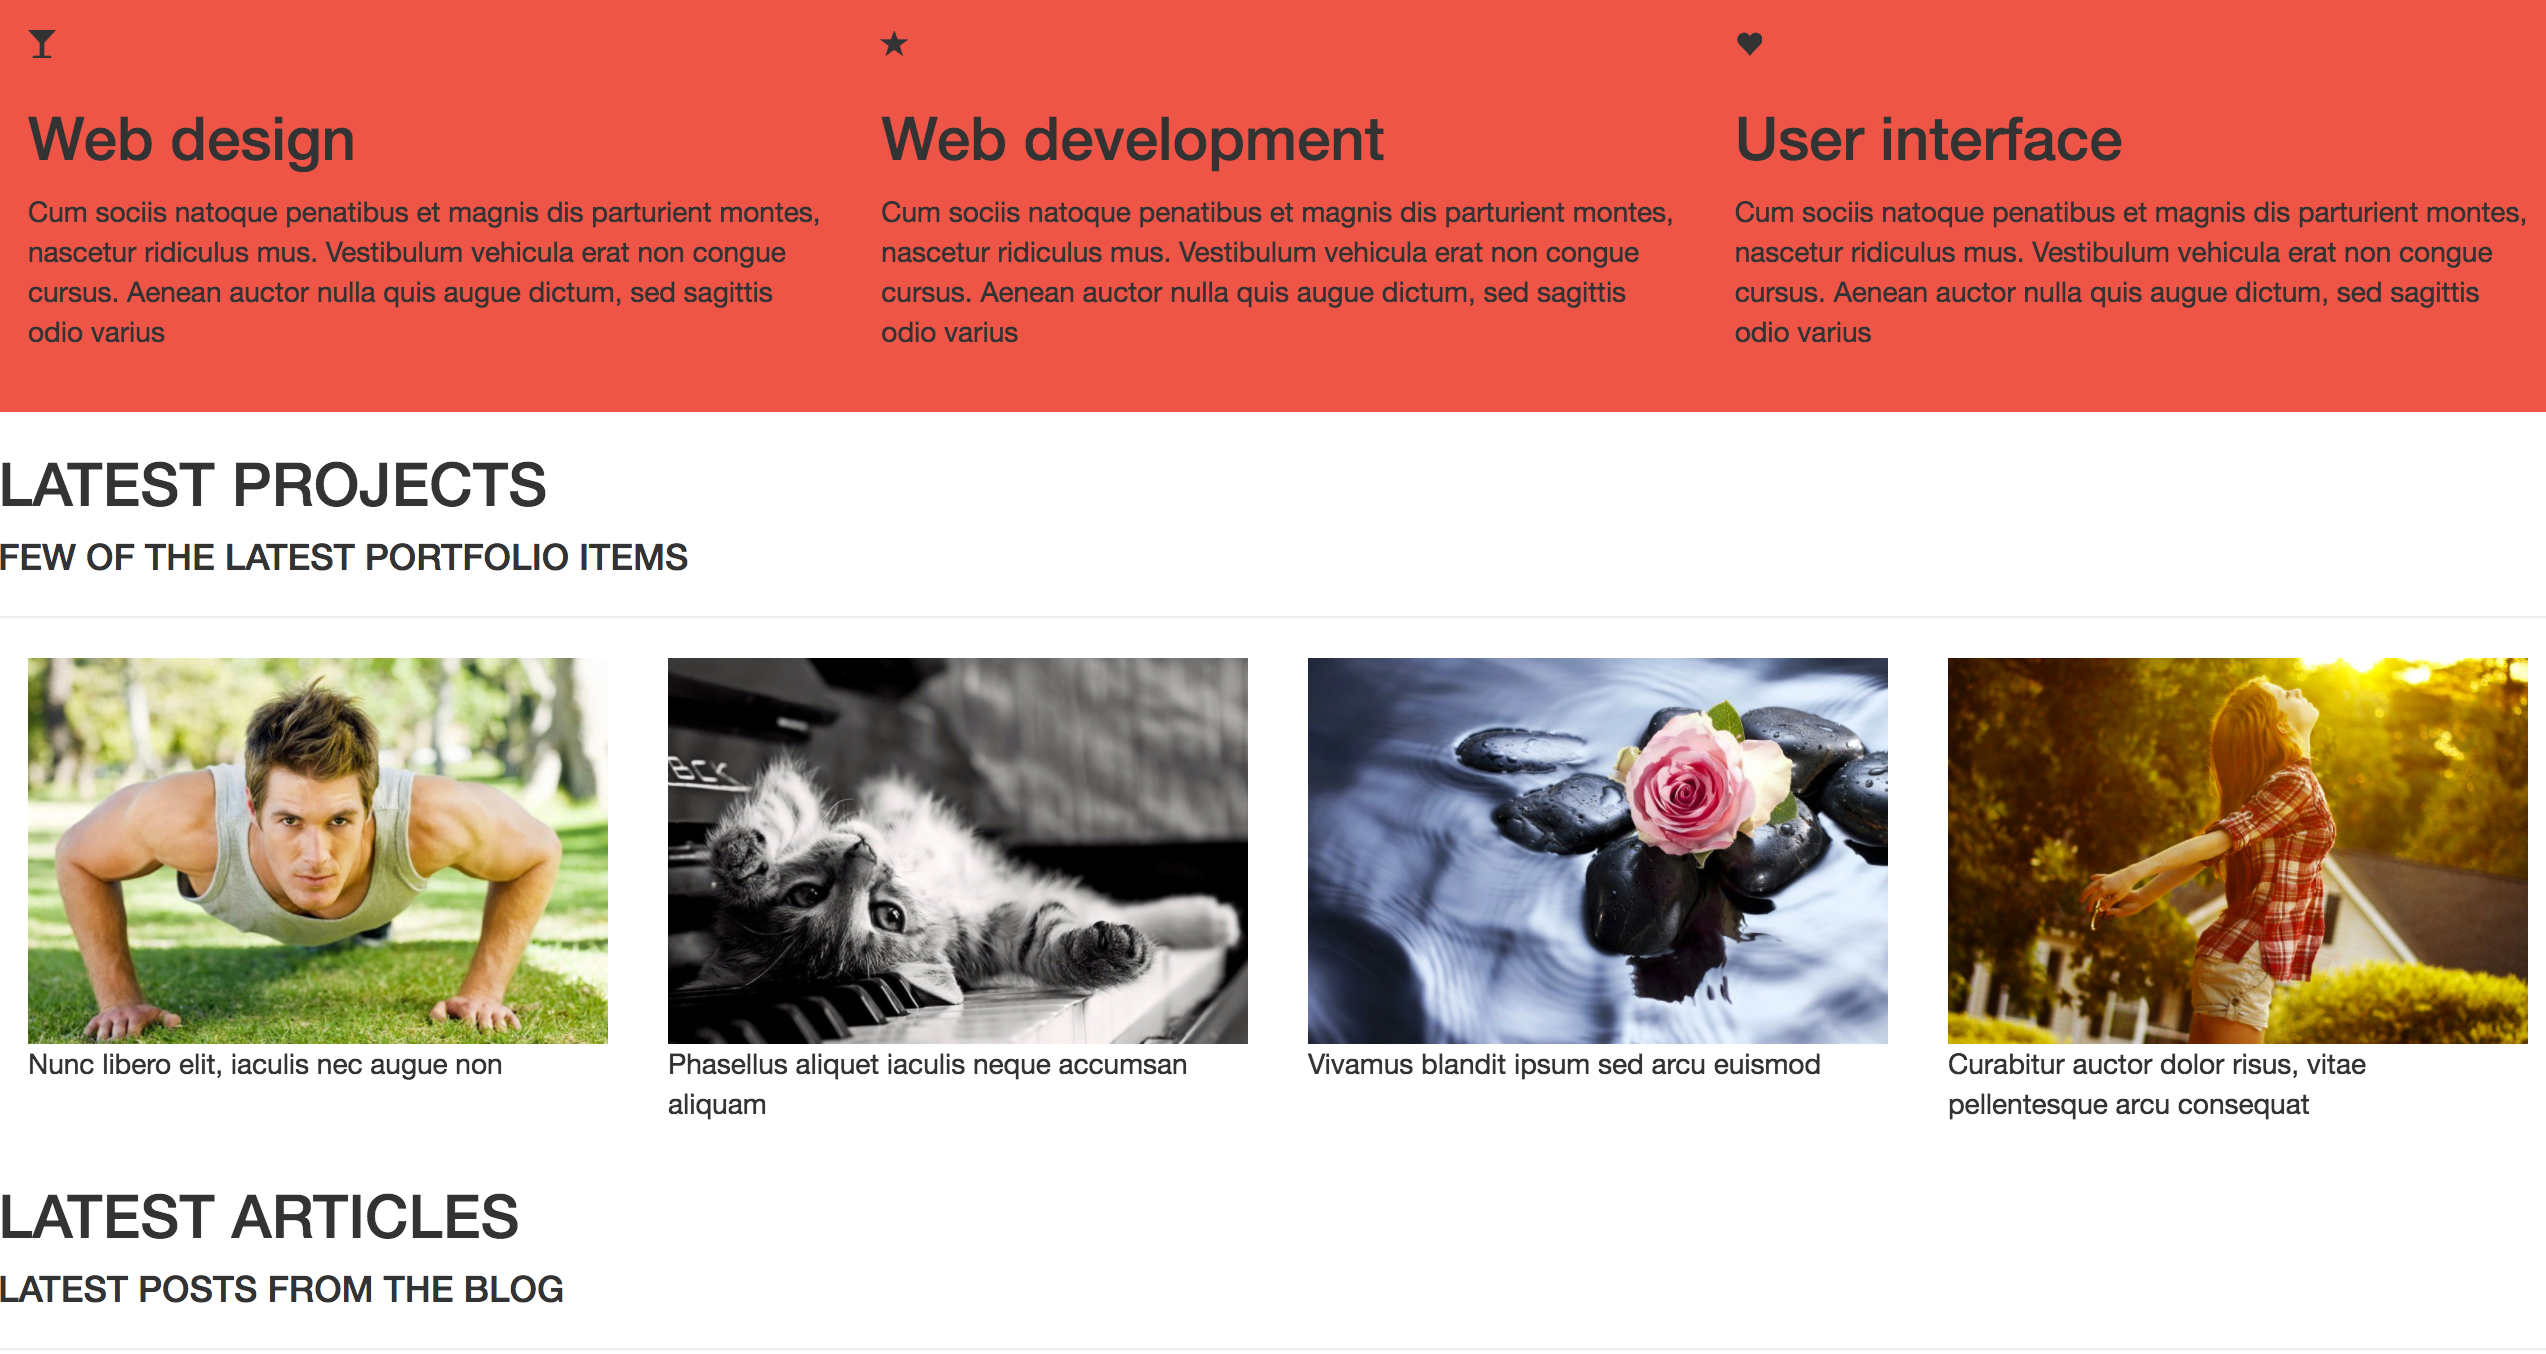 Web design
Cum sociis natoque penatibus et magnis dis parturient montes,
nascetur ridiculus mus. Vestibulum vehicula erat non congue
cursus. Aenean auctor nulla quis augue dictum, sed sagittis
odio varius
Web development
Cum sociis natoque penatibus et magnis dis parturient montes,
nascetur ridiculus mus. Vestibulum vehicula erat non congue
cursus. Aenean auctor nulla quis augue dictum, sed sagittis
odio varius
User interface
Cum sociis natoque penatibus et magnis dis parturient montes,
nascetur ridiculus mus. Vestibulum vehicula erat non congue
cursus. Aenean auctor nulla quis augue dictum, sed sagittis
odio varius
LATEST PROJECTS
FEW OF THE LATEST PORTFOLIO ITEMS
Nunc libero elit, iaculis nec augue non
Phasellus aliquet iaculis neque accumsan
aliquam
Vivamus blandit ipsum sed arcu euismod
Curabitur auctor dolor risus, vitae
pellentesque arcu consequat
LATEST ARTICLES
LATEST POSTS FROM THE BLOG